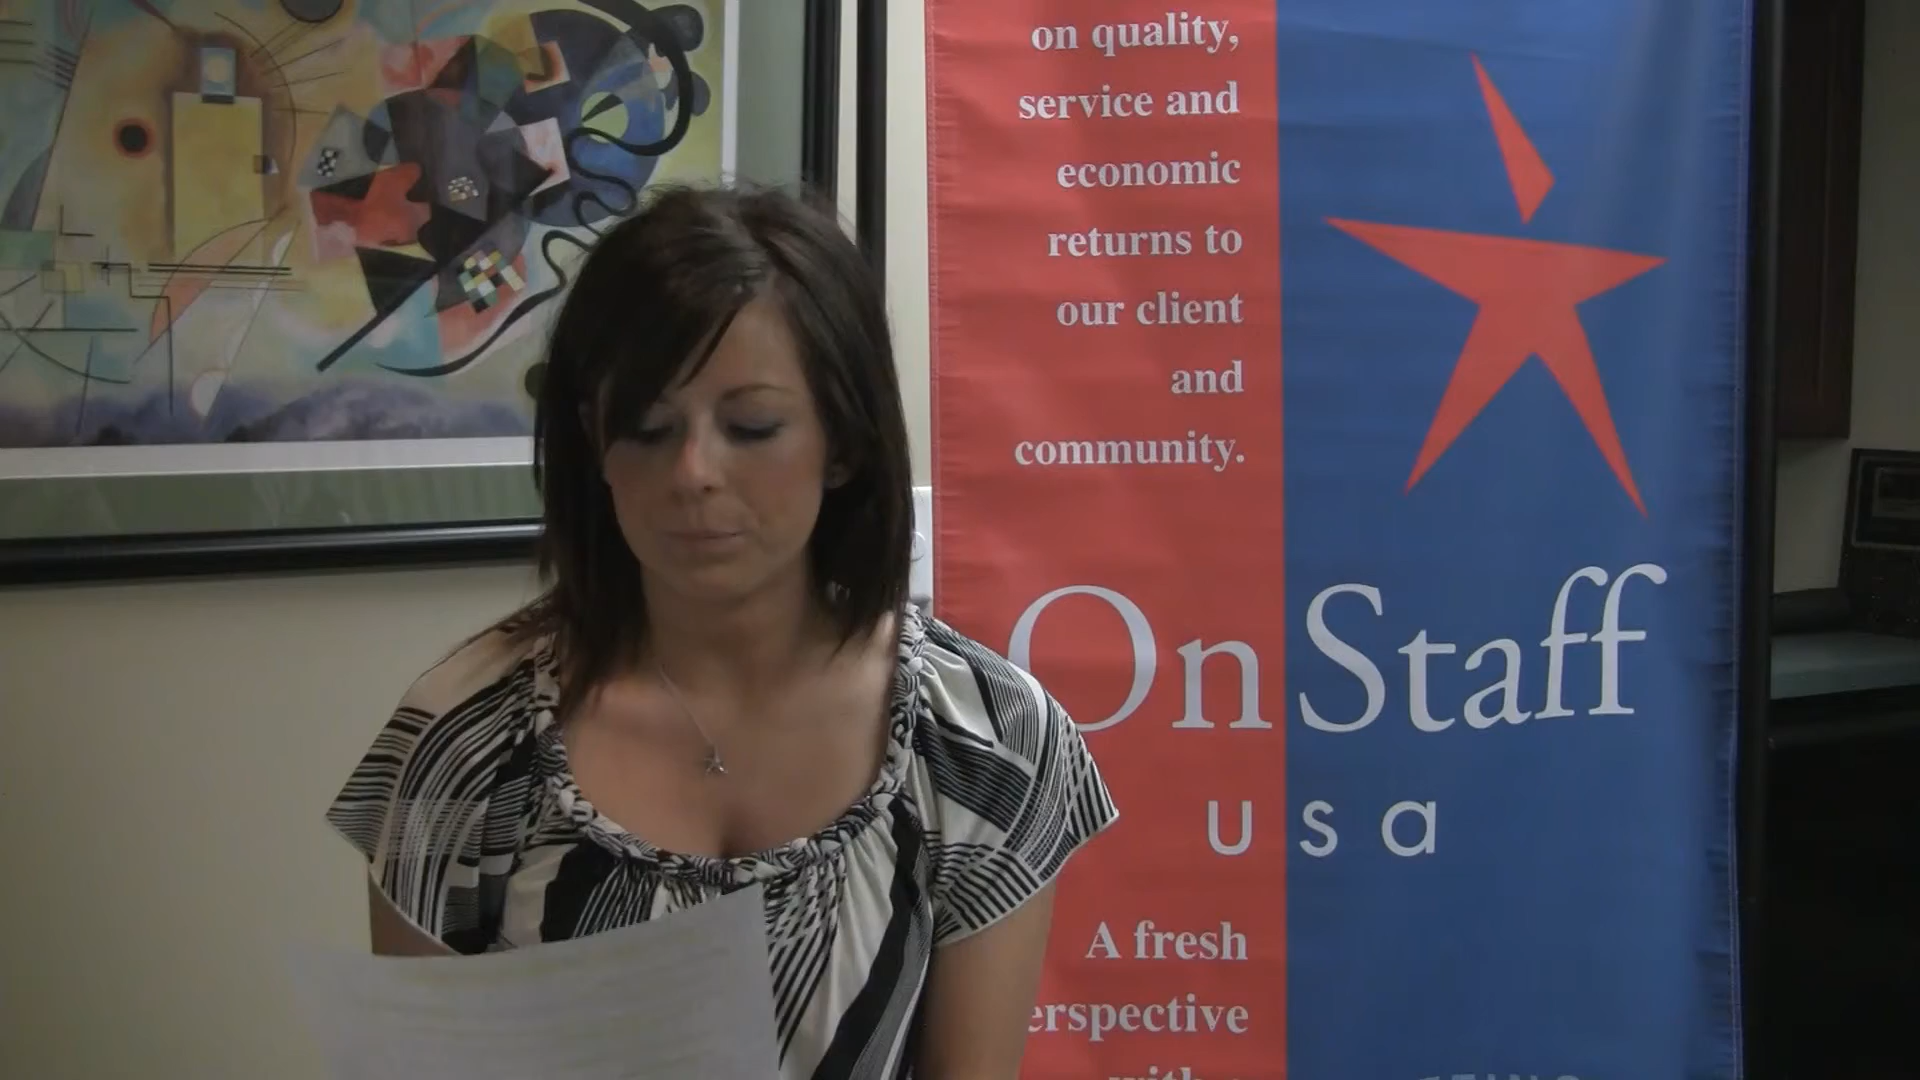 on quality,
service and
economic
returns to
our client
and
community.
OnStaff
usa
A fresh
erspective